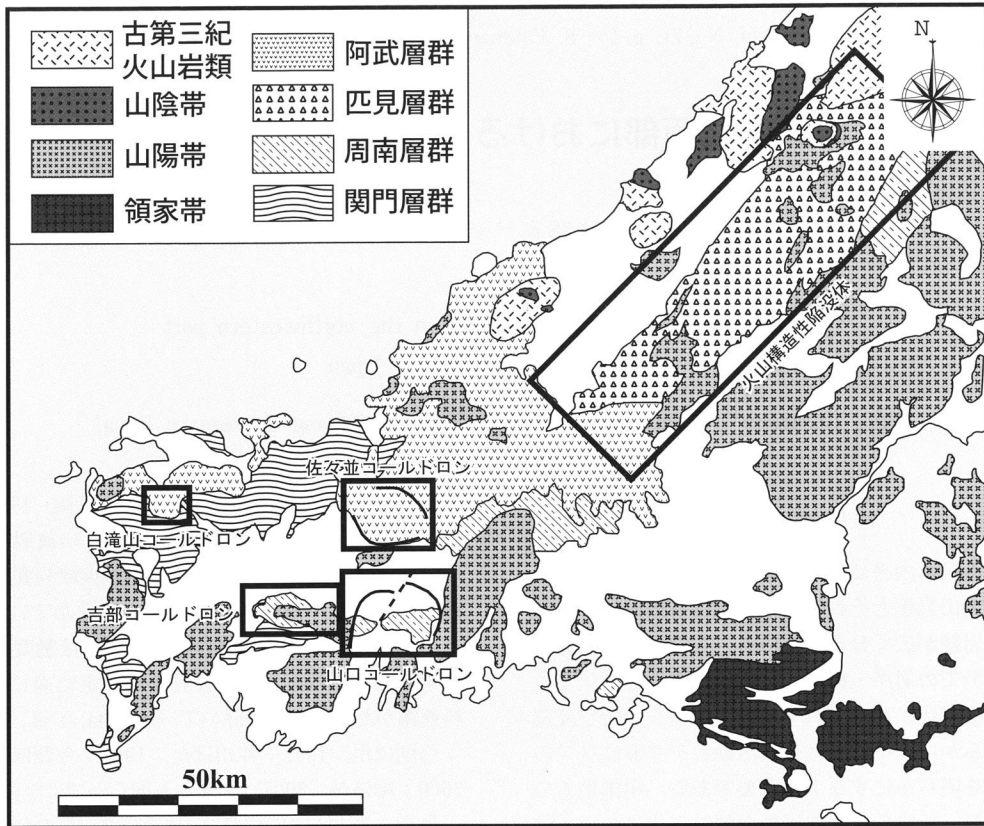 古第三紀
火山岩類
山陰帯
山陽帯
領家帯
阿武層群
匹見層群
周南層群
関門層群
N
火山構造性陥没体
佐々並コールドロン
白滝山コールドロン
吉部コールドロン
山口コールドロン
50km